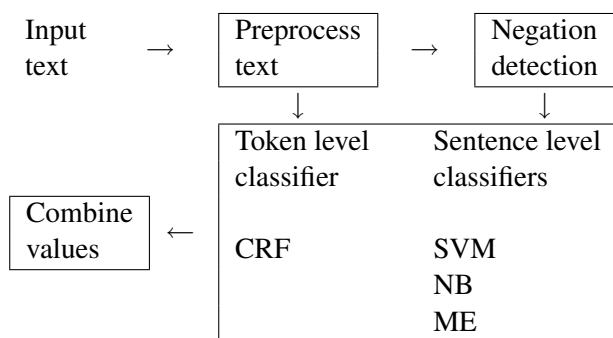 Input text → Preprocess text → Negation detection
↓ ↓
Token level classifier
Sentence level classifiers
Combine values ←
CRF
SVM
NB
ME